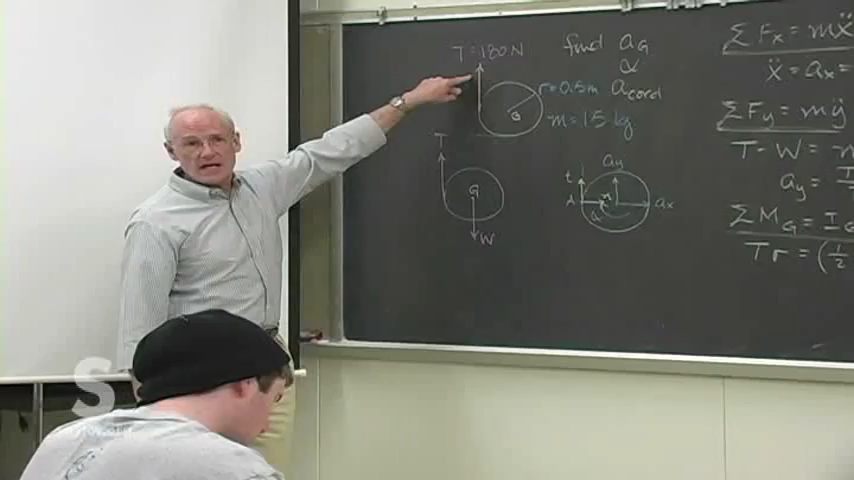 T = 180 N
find a_G
α
a_cord
r = 0.5m
G
m = 15 kg
T
G
W
a_y
t
A
α
a_x
ΣF_x = mẍ
ẍ = a_x =
ΣF_y = mÿ
T - W =
a_y =
ΣM_G = I_G
Tr = (1/2
S